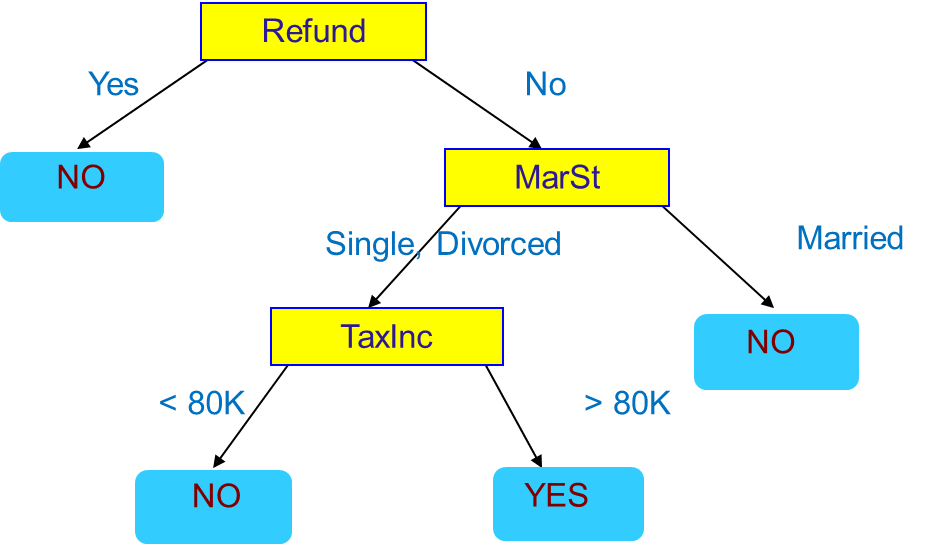 Refund
Yes
No
NO
MarSt
Single, Divorced
Married
TaxInc
NO
< 80K
> 80K
NO
YES